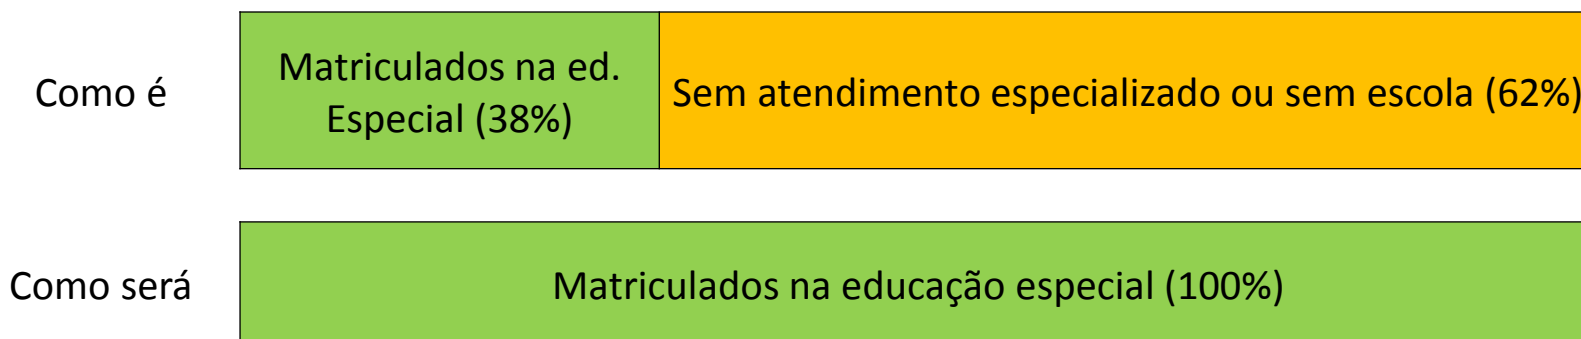 Como é
Matriculados na ed.
Especial (38%)
Sem atendimento especializado ou sem escola (62%)
Como será
Matriculados na educação especial (100%)